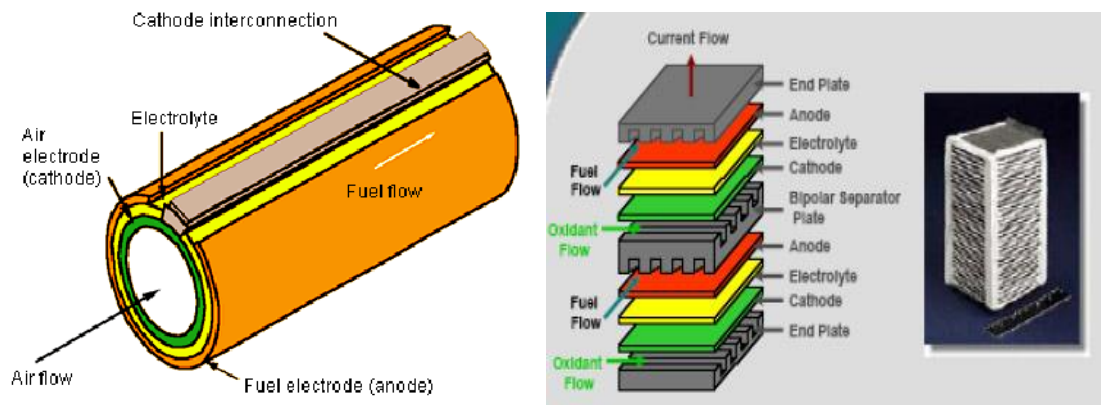 Cathode interconnection
Electrolyte
Air
electrode
(cathode)
Fuel flow
Air flow
Fuel electrode (anode)
Current Flow
End Plate
Anode
Electrolyte
Fuel
Flow
Cathode
Bipolar Separator
Plate
Oxidant
Flow
Anode
Electrolyte
Fuel
Flow
Cathode
End Plate
Oxidant
Flow